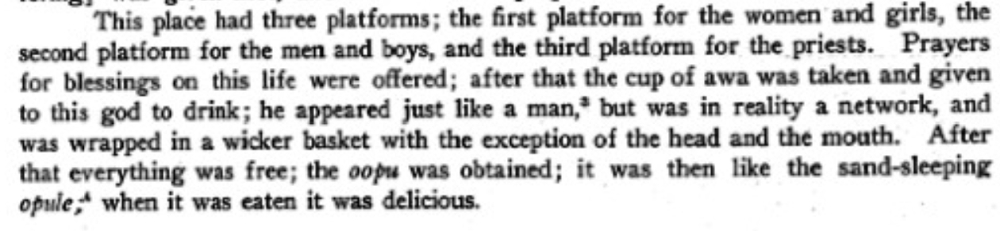 This place had three platforms; the first platform for the women and girls, the
second platform for the men and boys, and the third platform for the priests. Prayers
for blessings on this life were offered; after that the cup of awa was taken and given
to this god to drink; he appeared just like a man,³ but was in reality a network, and
was wrapped in a wicker basket with the exception of the head and the mouth. After
that everything was free; the oopu was obtained; it was then like the sand-sleeping
opule;⁴ when it was eaten it was delicious.